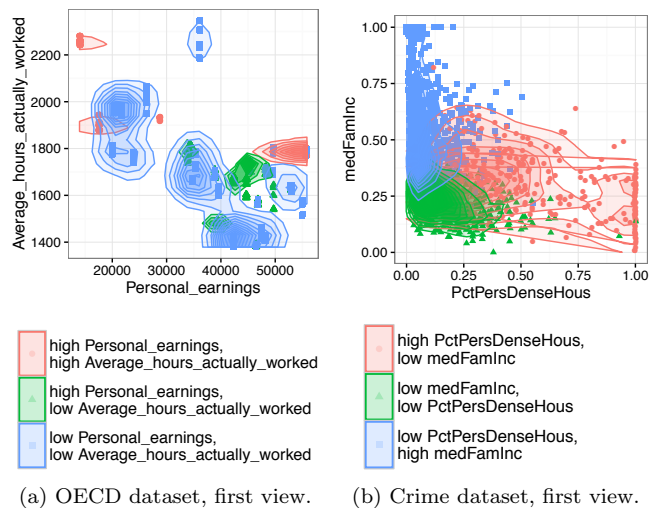 Average_hours_actually_worked
2200
2000
1800
1600
1400
20000 30000 40000 50000
Personal_earnings
medFamInc
1.00
0.75
0.50
0.25
0.00
0.00 0.25 0.50 0.75 1.00
PctPersDenseHous
high Personal_earnings,
high Average_hours_actually_worked
high Personal_earnings,
low Average_hours_actually_worked
low Personal_earnings,
low Average_hours_actually_worked
high PctPersDenseHous,
low medFamInc
low medFamInc,
low PctPersDenseHous
low PctPersDenseHous,
high medFamInc
(a) OECD dataset, first view.
(b) Crime dataset, first view.